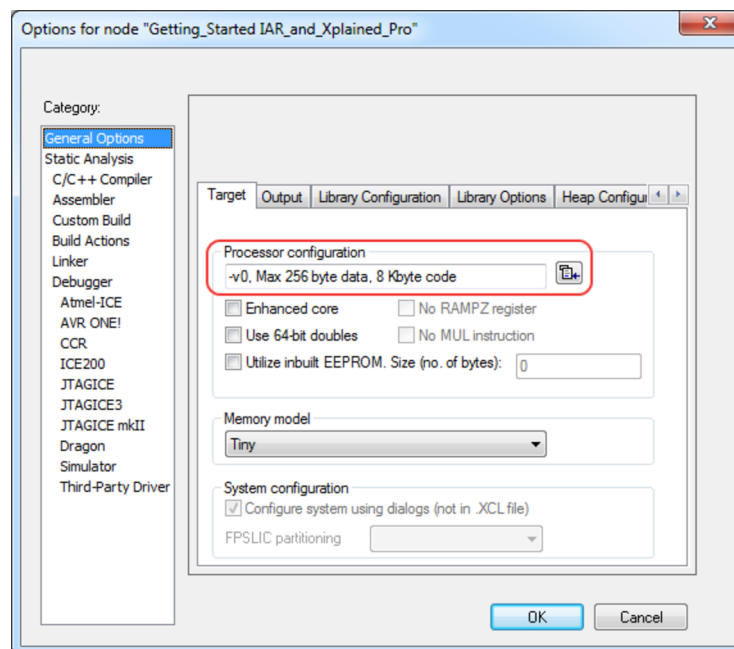 Options for node "Getting_Started IAR_and_Xplained_Pro"
Category:
General Options
Static Analysis
C/C++ Compiler
Assembler
Custom Build
Build Actions
Linker
Debugger
Atmel-ICE
AVR ONE!
CCR
ICE200
JTAGICE
JTAGICE3
JTAGICE mkII
Dragon
Simulator
Third-Party Driver
Target Output Library Configuration Library Options Heap Configu
Processor configuration
-v0, Max 256 byte data, 8 Kbyte code
Enhanced core No RAMPZ register
Use 64-bit doubles No MUL instruction
Utilize inbuilt EEPROM. Size (no. of bytes): 0
Memory model
Tiny
System configuration
Configure system using dialogs (not in .XCL file)
FPSLIC partitioning
OK Cancel